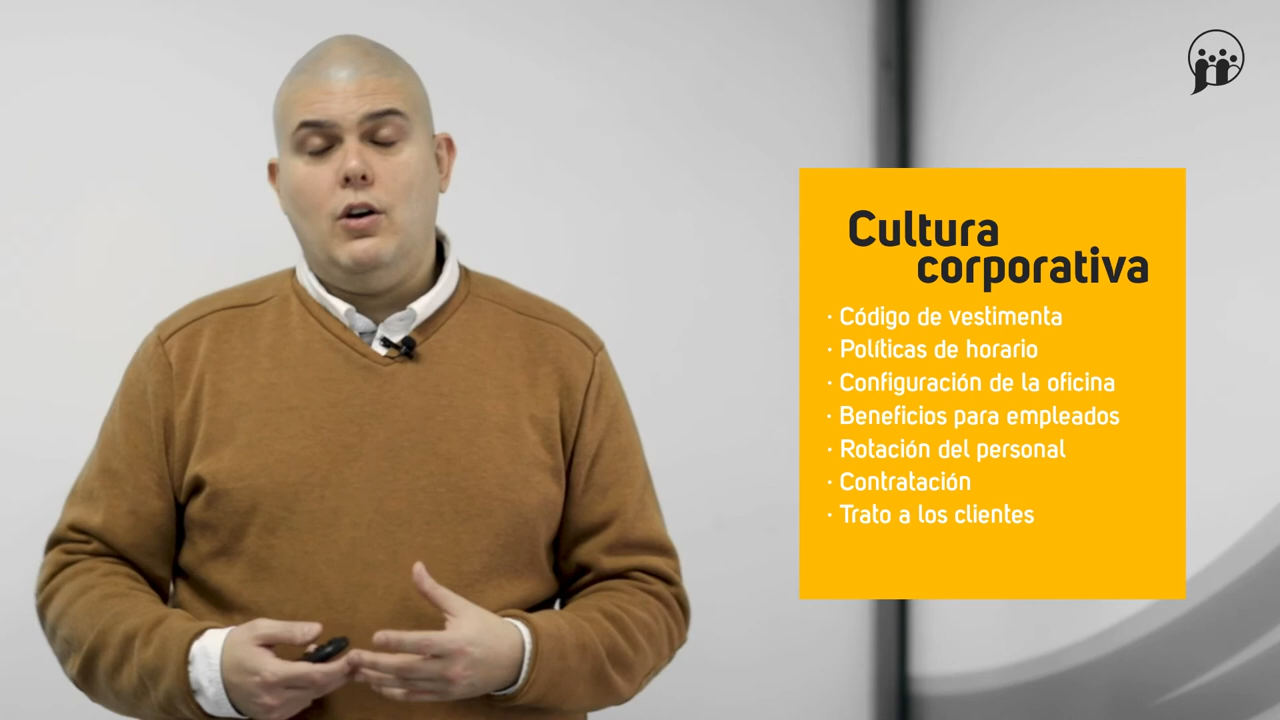 Cultura
corporativa
· Código de vestimenta
· Políticas de horario
· Configuración de la oficina
· Beneficios para empleados
· Rotación del personal
· Contratación
· Trato a los clientes